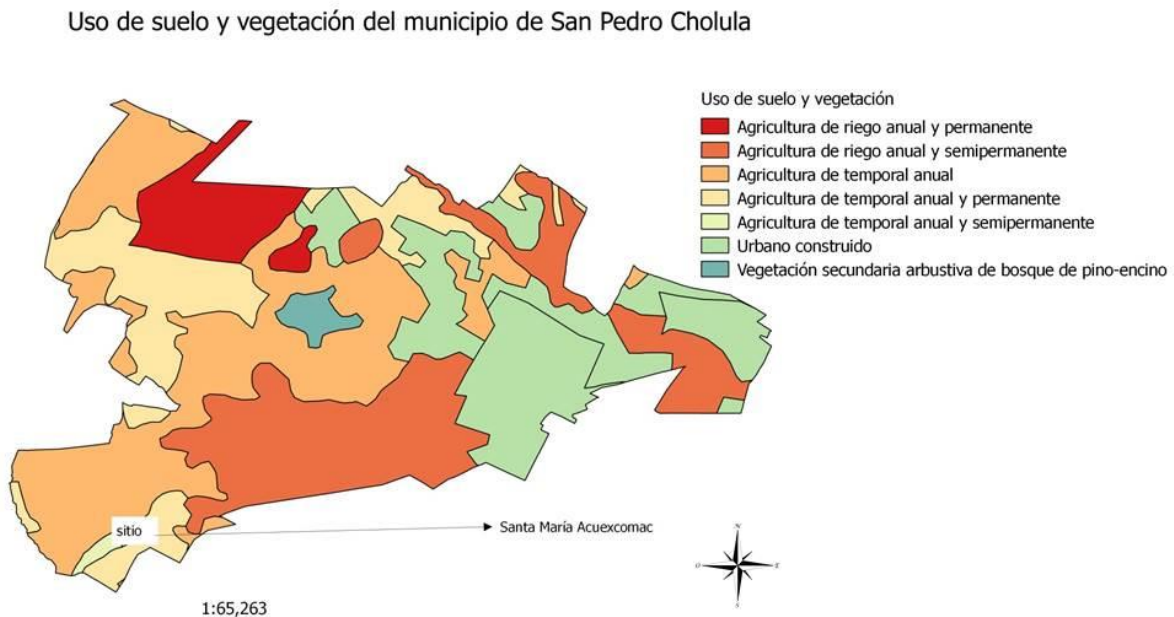 Uso de suelo y vegetación del municipio de San Pedro Cholula
Uso de suelo y vegetación
Agricultura de riego anual y permanente
Agricultura de riego anual y semipermanente
Agricultura de temporal anual
Agricultura de temporal anual y permanente
Agricultura de temporal anual y semipermanente
Urbano construido
Vegetación secundaria arbustiva de bosque de pino-encino
sitio
Santa María Acuexcomac
N
O
E
S
1:65,263